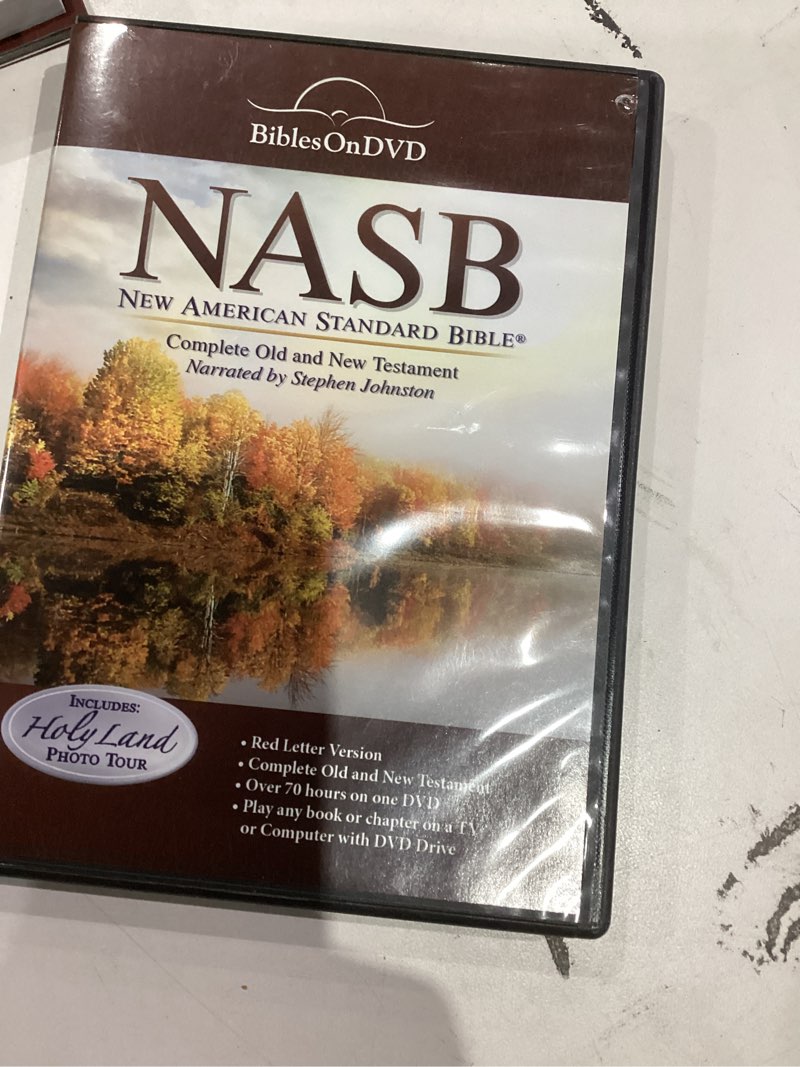 BiblesOnDVD
NASB
NEW AMERICAN STANDARD BIBLE®
Complete Old and New Testament
Narrated by Stephen Johnston
INCLUDES:
Holy Land
PHOTO TOUR
• Red Letter Version
• Complete Old and New Testament
• Over 70 hours on one DVD
• Play any book or chapter on a TV
or Computer with DVD Drive